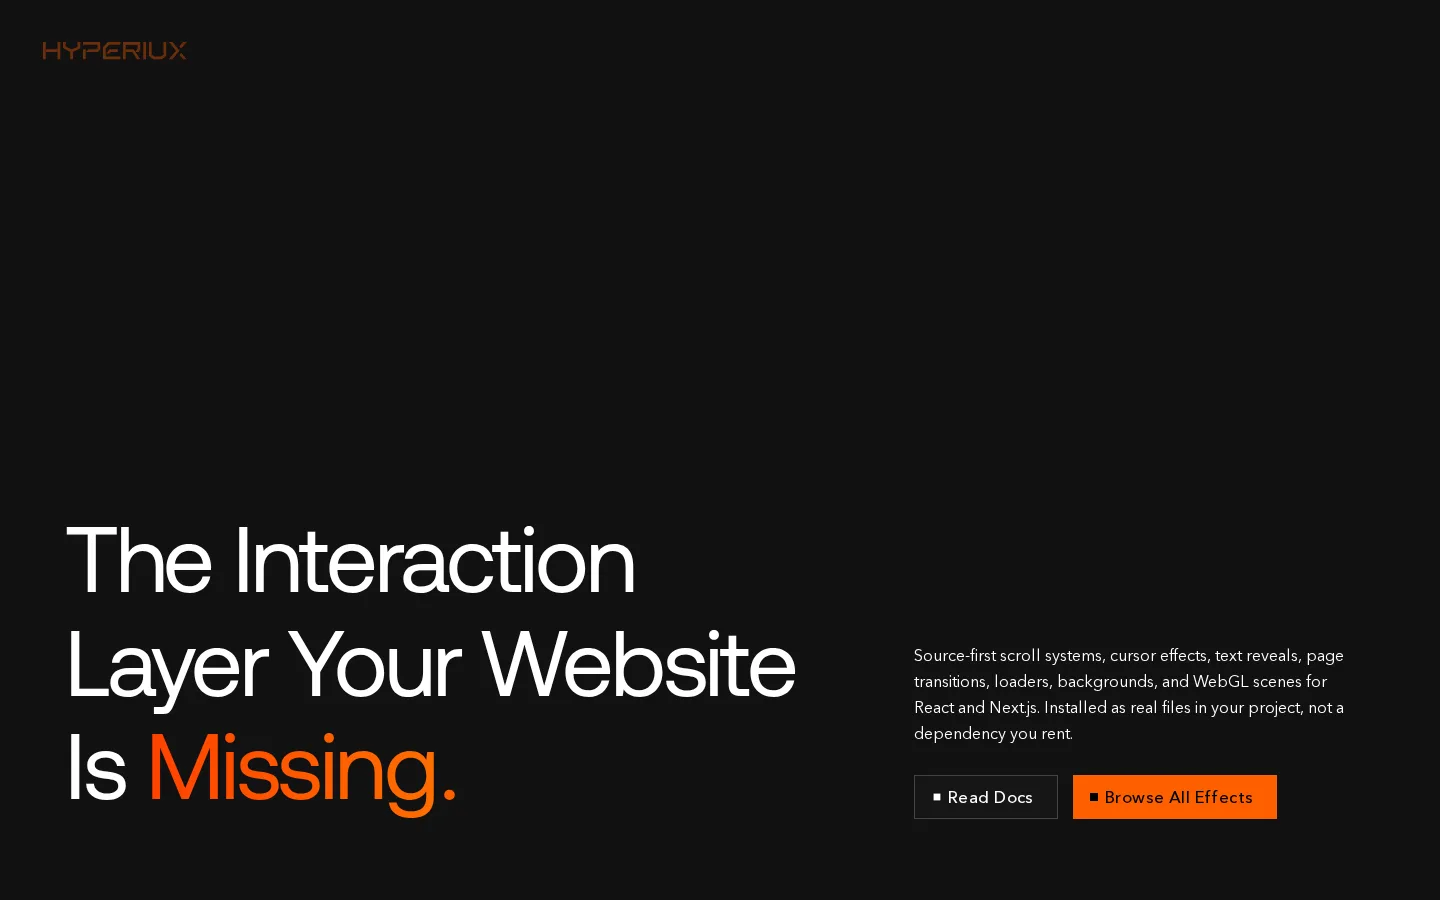 HYPERIUX
The Interaction
Layer Your Website
Is Missing.
Source-first scroll systems, cursor effects, text reveals, page
transitions, loaders, backgrounds, and WebGL scenes for
React and Next.js. Installed as real files in your project, not a
dependency you rent.
Read Docs
Browse All Effects